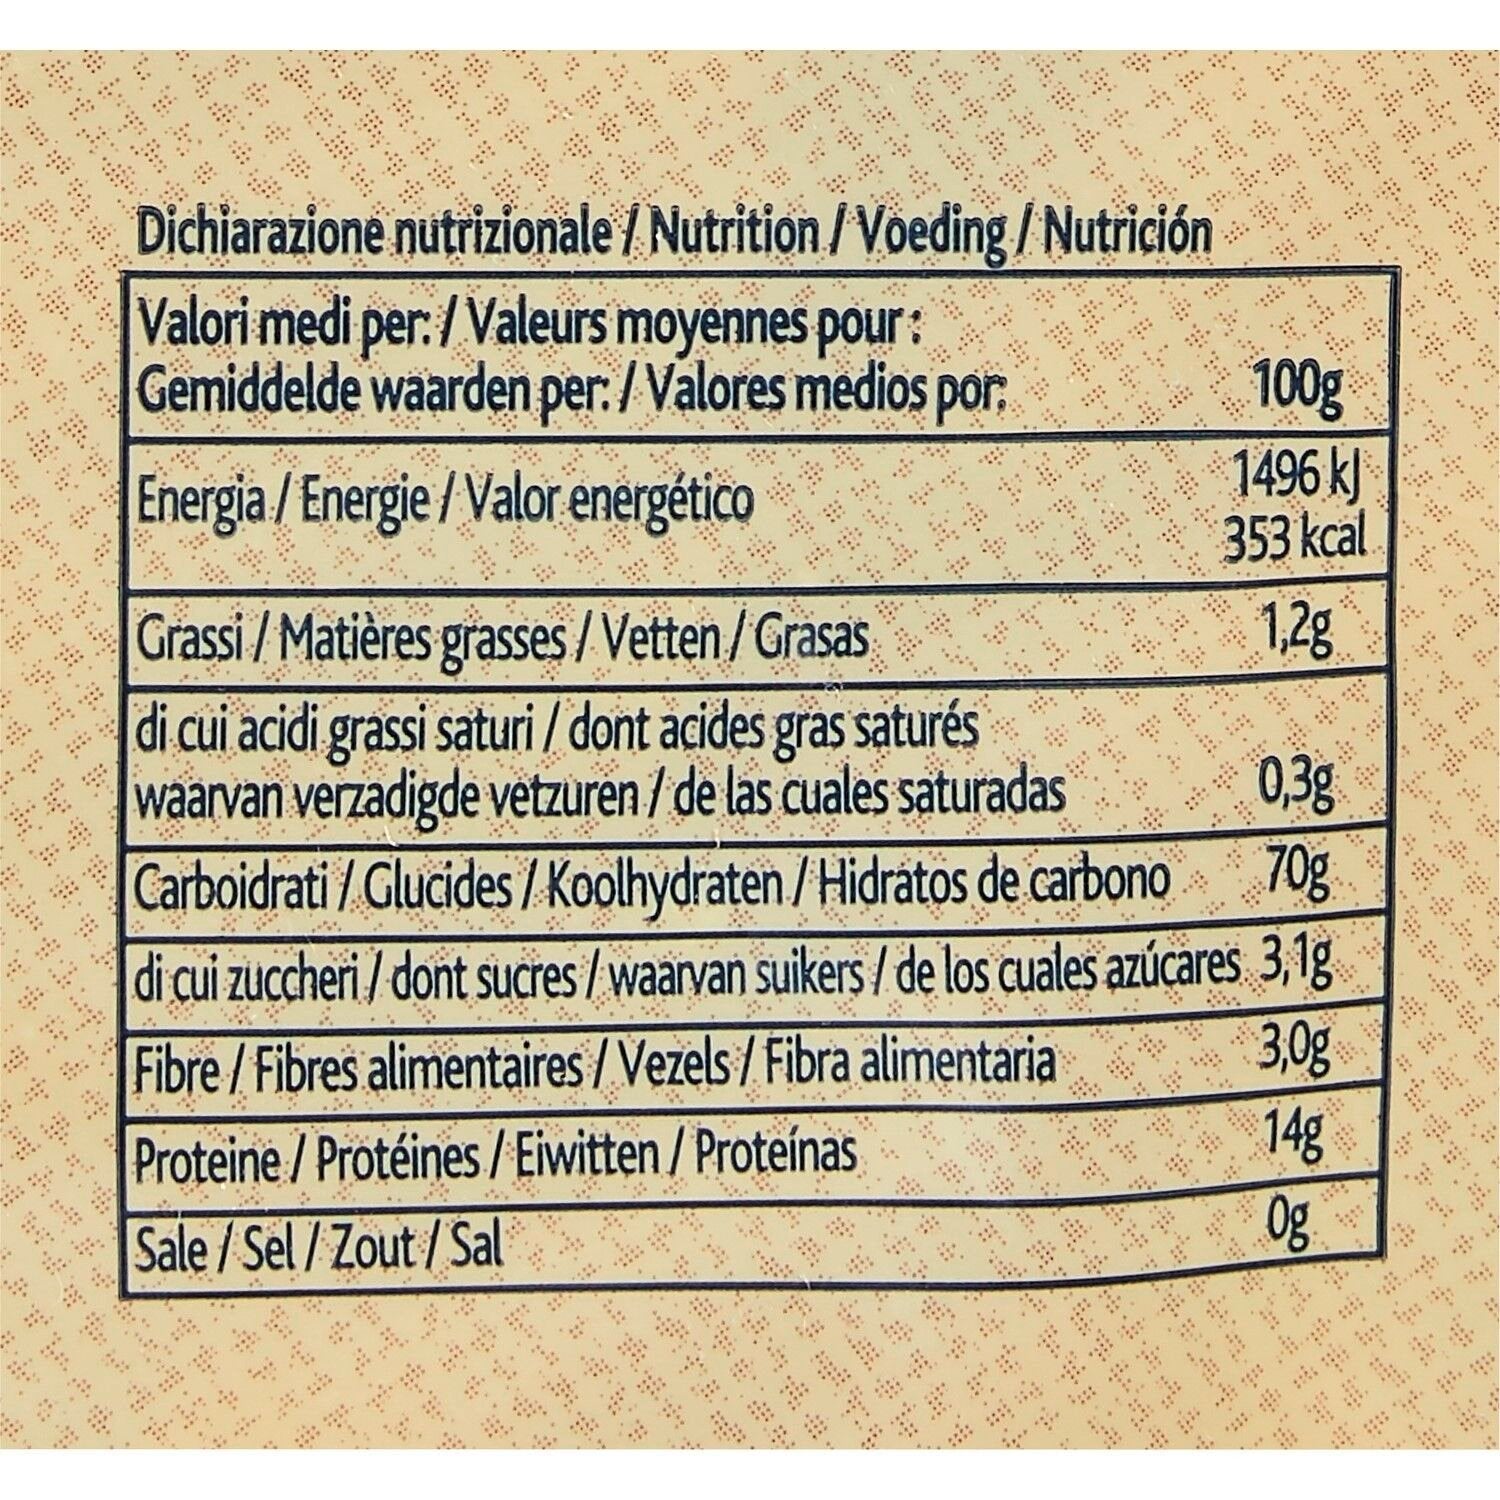 Dichiarazione nutrizionale / Nutrition / Voeding / Nutrición
Valori medi per: / Valeurs moyennes pour :
Gemiddelde waarden per: / Valores medios por: 100g
Energia / Energie / Valor energético 1496 kJ
353 kcal
Grassi / Matières grasses / Vetten / Grasas 1,2g
di cui acidi grassi saturi / dont acides gras saturés
waarvan verzadigde vetzuren / de las cuales saturadas 0,3g
Carboidrati / Glucides / Koolhydraten / Hidratos de carbono 70g
di cui zuccheri / dont sucres / waarvan suikers / de los cuales azúcares 3,1g
Fibre / Fibres alimentaires / Vezels / Fibra alimentaria 3,0g
Proteine / Protéines / Eiwitten / Proteínas 14g
Sale / Sel / Zout / Sal 0g